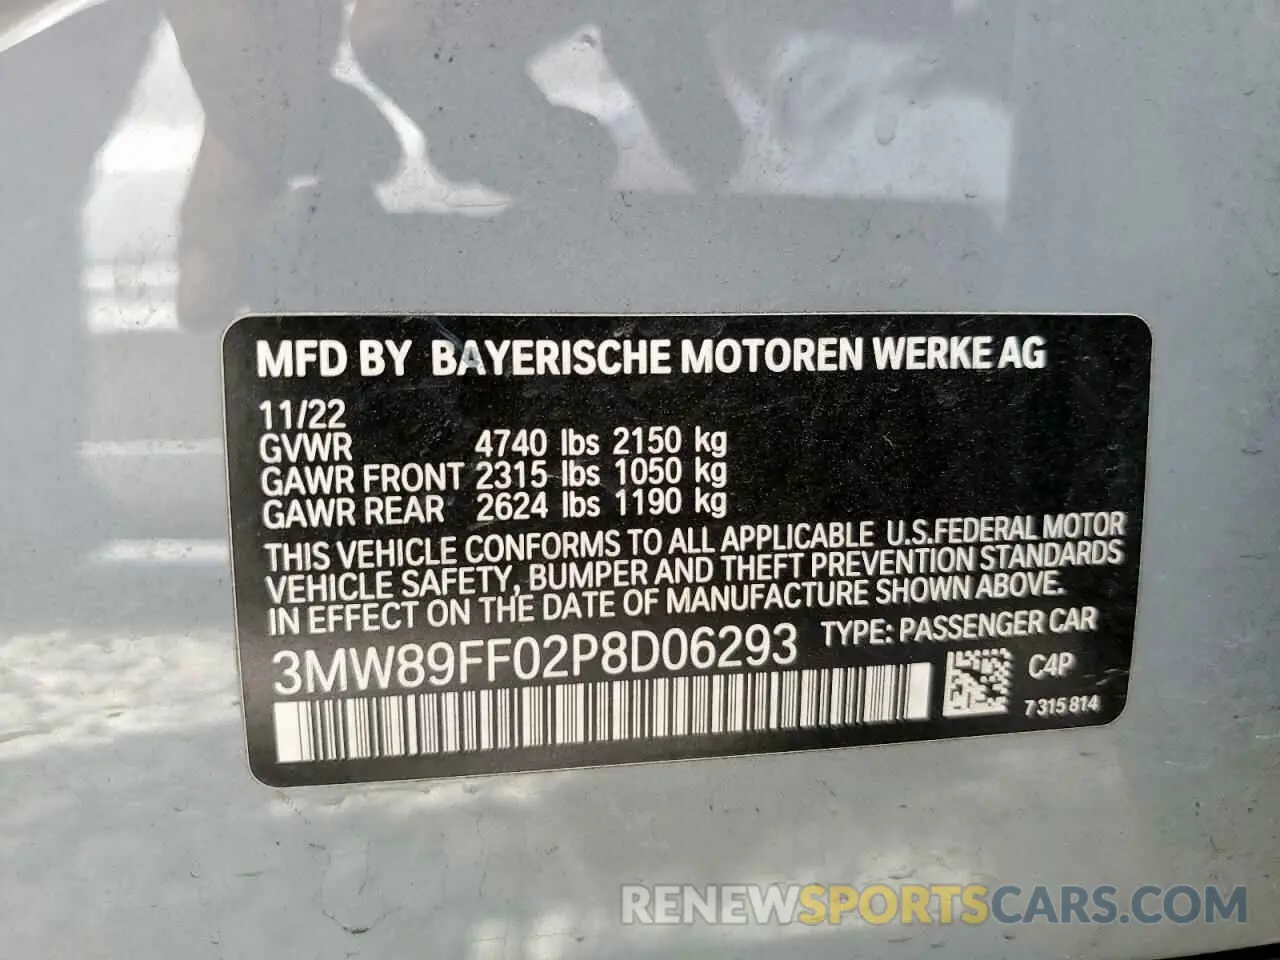 MFD BY BAYERISCHE MOTOREN WERKE AG
11/22
GVWR 4740 lbs 2150 kg
GAWR FRONT 2315 lbs 1050 kg
GAWR REAR 2624 lbs 1190 kg
THIS VEHICLE CONFORMS TO ALL APPLICABLE U.S.FEDERAL MOTOR
VEHICLE SAFETY, BUMPER AND THEFT PREVENTION STANDARDS
IN EFFECT ON THE DATE OF MANUFACTURE SHOWN ABOVE.
3MW89FF02P8D06293 TYPE: PASSENGER CAR
C4P
7 315 814
RENEWSPORTSCARS.COM